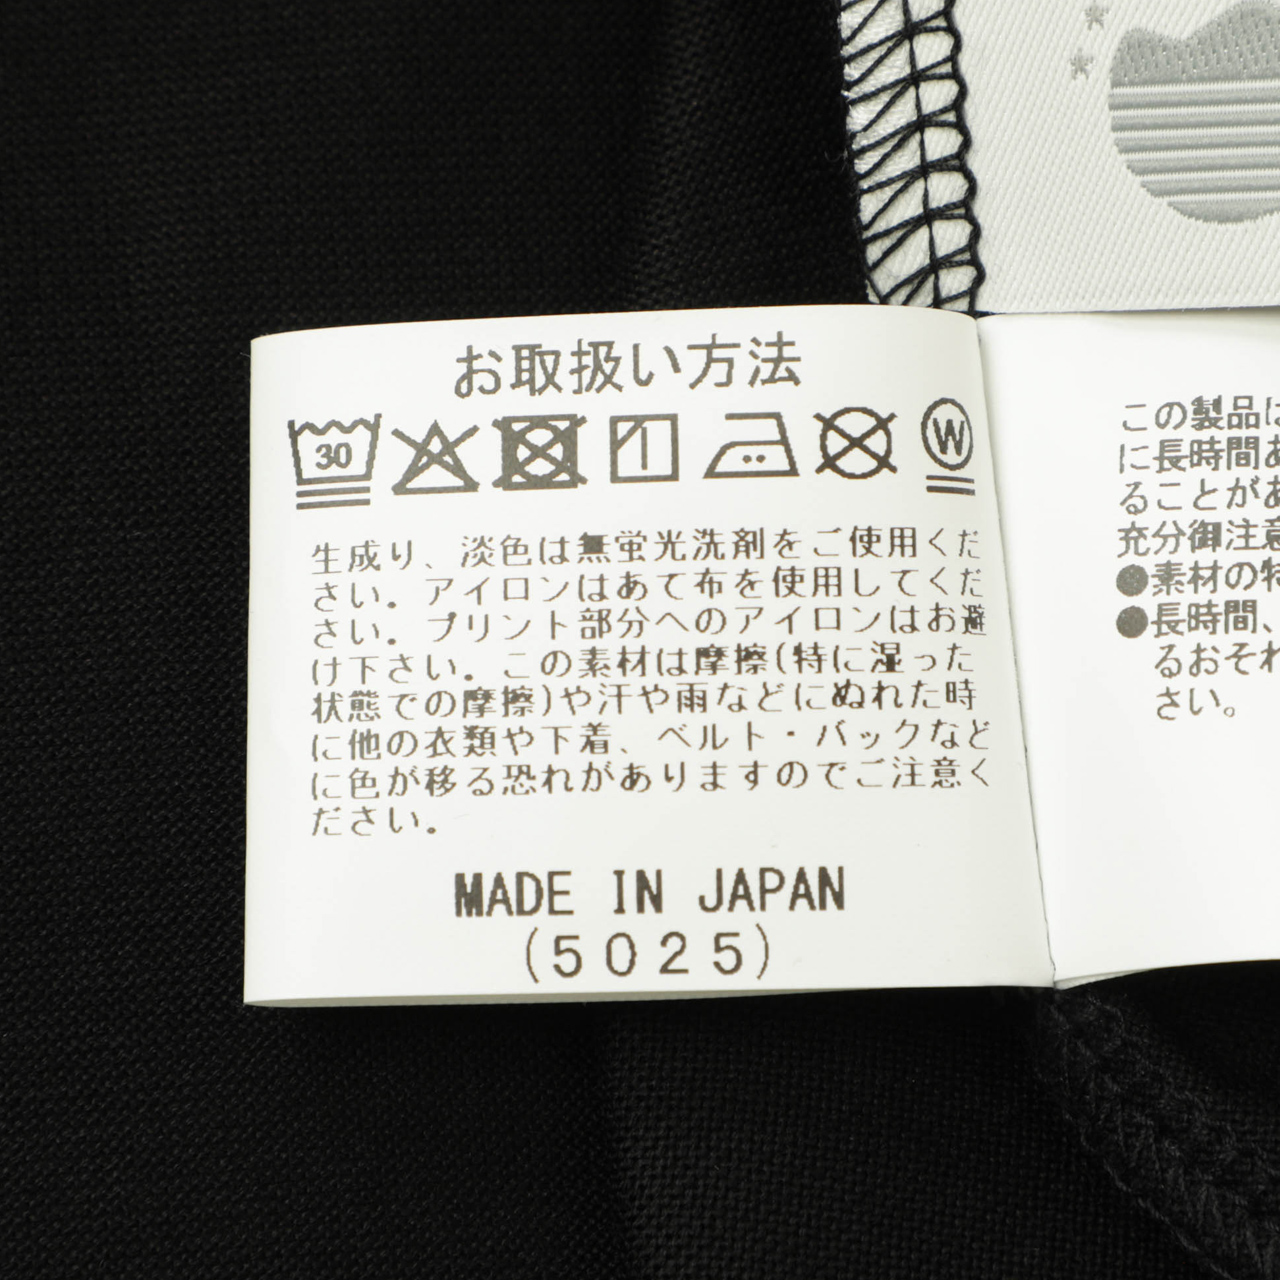 お取扱い方法
30 W
生成り、淡色は無蛍光洗剤をご使用くだ
さい。アイロンはあて布を使用してくだ
さい。プリント部分へのアイロンはお避
け下さい。この素材は摩擦(特に湿った
状態での摩擦)や汗や雨などにぬれた時
に他の衣類や下着、ベルト・バックなど
に色が移る恐れがありますのでご注意く
ださい。
MADE IN JAPAN
(5025)
この製品は
に長時間あ
ることがあ
充分御注意
●素材の特
●長時間、
るおそれ
さい。